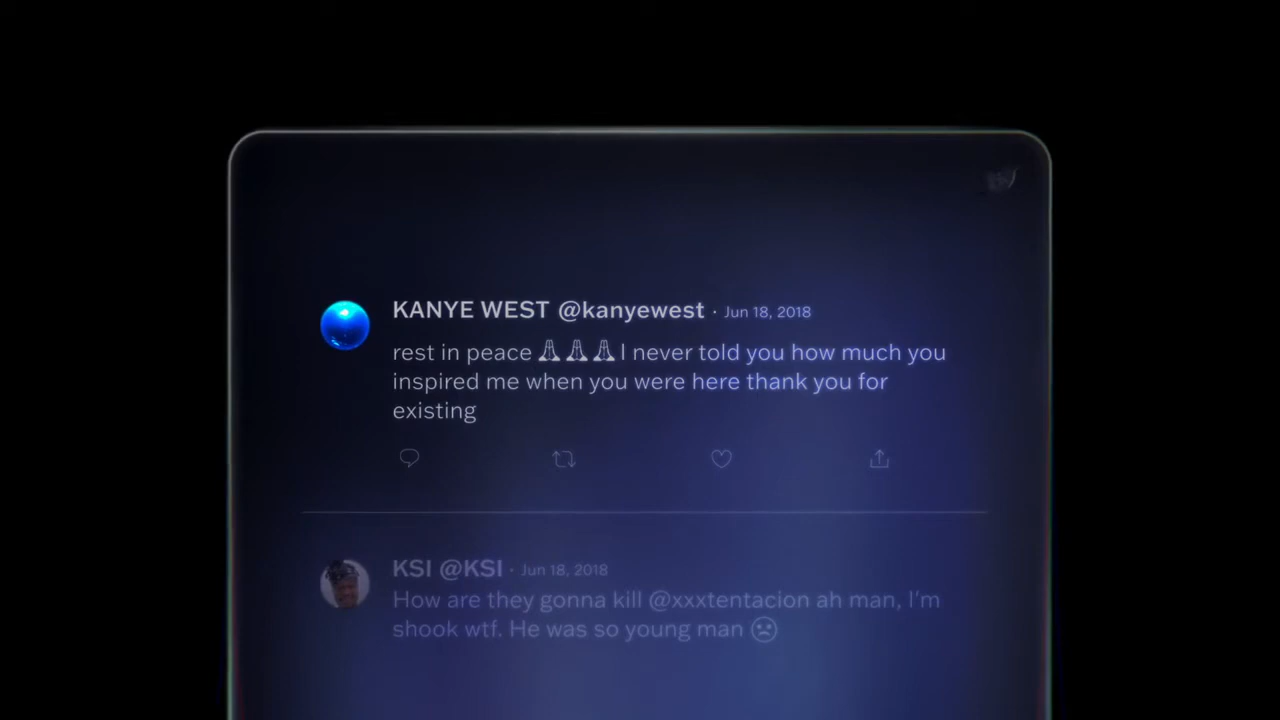 KANYE WEST @kanyewest · Jun 18, 2018
rest in peace 🙏🙏🙏 I never told you how much you
inspired me when you were here thank you for
existing
KSI @KSI · Jun 18, 2018
How are they gonna kill @xxxtentacion ah man, I'm
shook wtf. He was so young man ☹